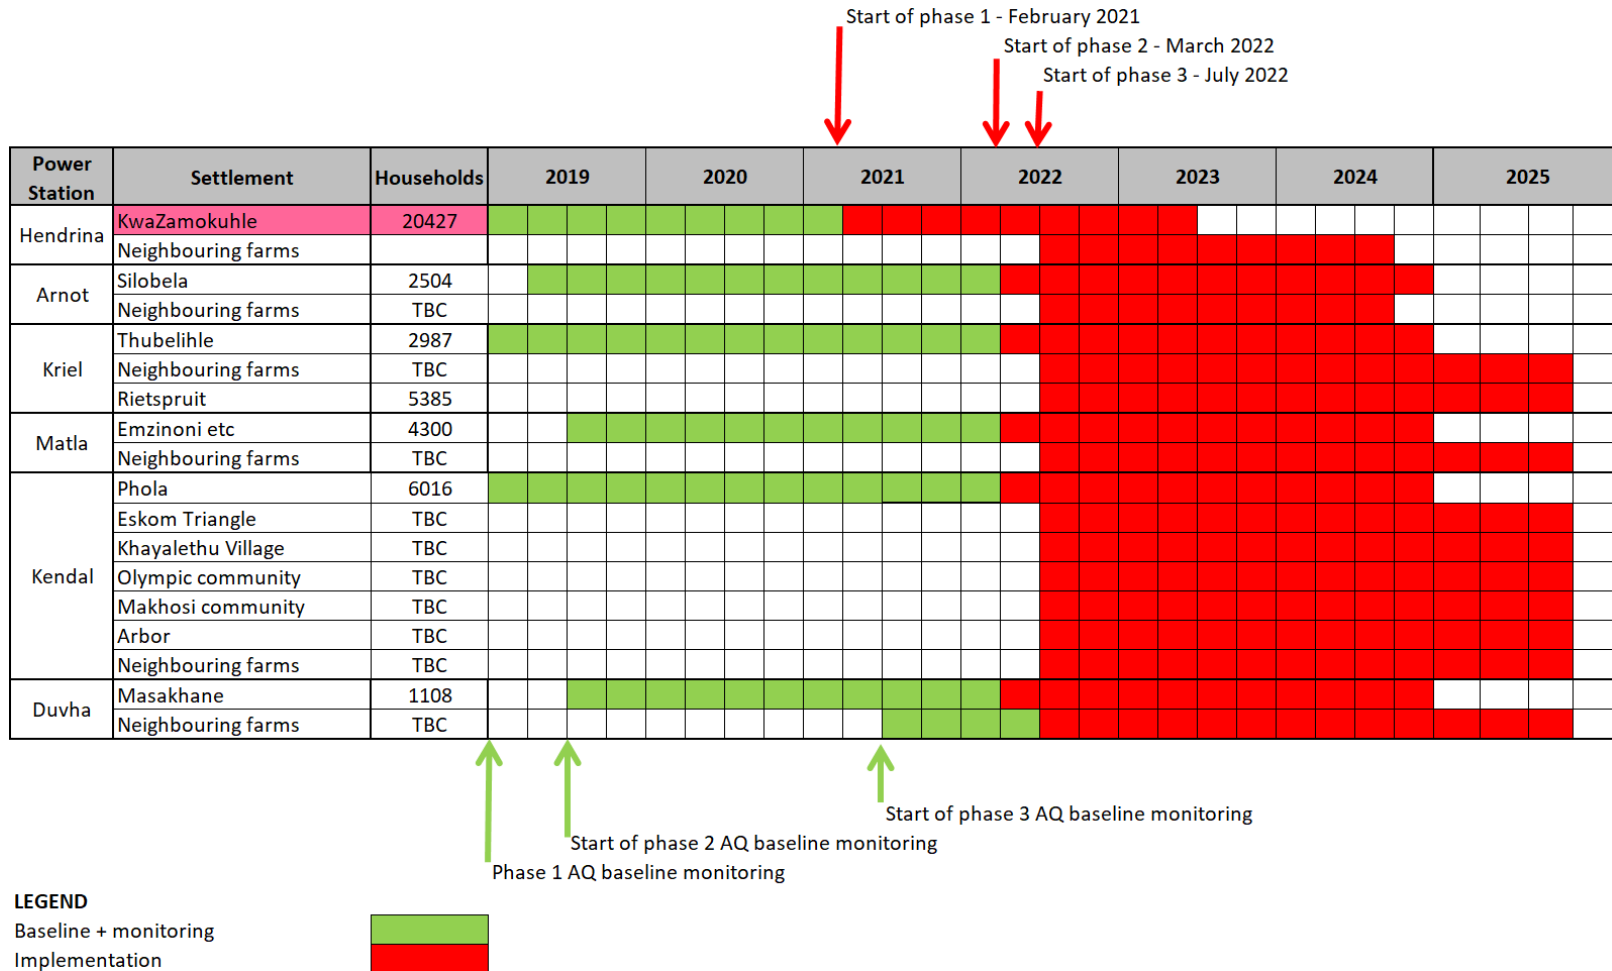 Start of phase 1 - February 2021
Start of phase 2 - March 2022
Start of phase 3 - July 2022
Power Station Settlement Households 2019 2020 2021 2022 2023 2024 2025
Hendrina KwaZamokuhle 20427
Neighbouring farms
Arnot Silobela 2504
Neighbouring farms TBC
Kriel Thubelihle 2987
Neighbouring farms TBC
Rietspruit 5385
Matla Emzinoni etc 4300
Neighbouring farms TBC
Kendal Phola 6016
Eskom Triangle TBC
Khayalethu Village TBC
Olympic community TBC
Makhosi community TBC
Arbor TBC
Neighbouring farms TBC
Duvha Masakhane 1108
Neighbouring farms TBC
Start of phase 3 AQ baseline monitoring
Start of phase 2 AQ baseline monitoring
Phase 1 AQ baseline monitoring
LEGEND
Baseline + monitoring
Implementation